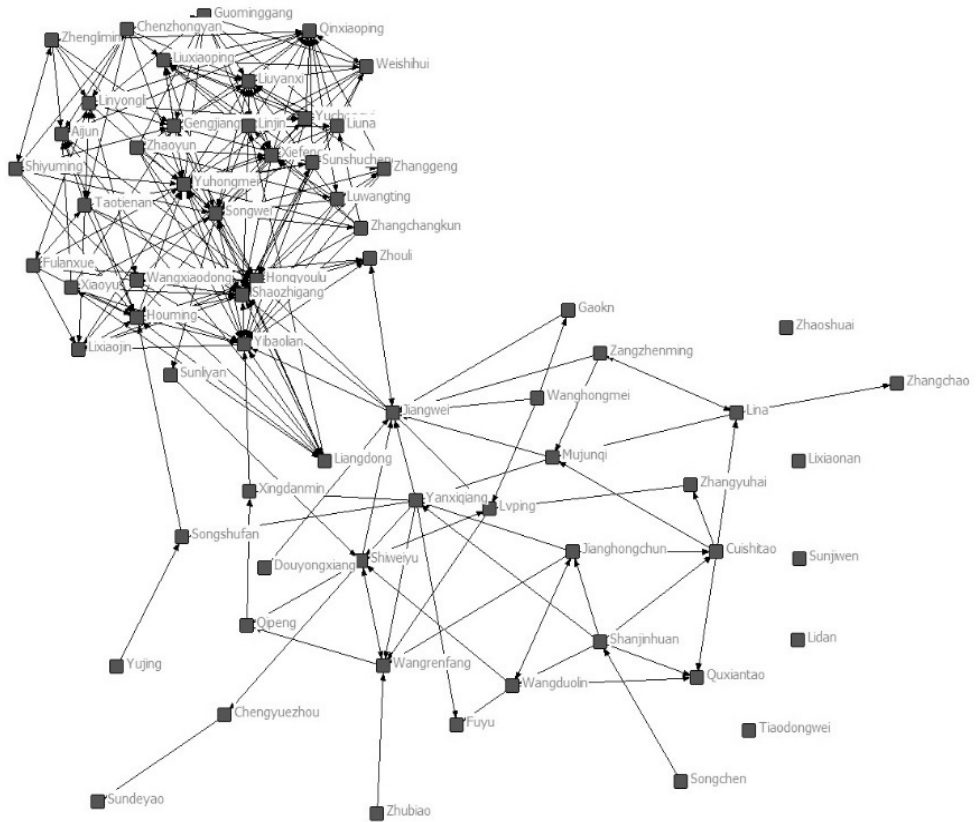 Guominggang
Chenzhongyan
Qinxiaoping
Zhenglimin
Liuxiaoping
Weishihui
Liuyanxi
Linyongli
Gengjiang
Linjin
Liuna
Aijun
Zhaoyun
Xiefeng
Sunshuchen
Shiyuming
Zhanggeng
Yuhongmei
Luwangting
Taotienan
Songwei
Zhangchangkun
Zhouli
Fulanxue
Wangxiaodong
Hongyoulu
Xiaoyus
Shaozhigang
Houming
Gaokn
Zhaoshuai
Lixiaojin
Yibaolian
Zangzhenming
Sunliyan
Zhangchao
Wanghongmei
Jiangwei
Lina
Liangdong
Mujunqi
Lixiaonan
Xingdanmin
Zhangyuhai
Yanxiqiang
Lvping
Songshufan
Jianghongchun
Cuishitao
Shiweiyu
Sunjiwen
Douyongxiang
Qipeng
Shanjinhuan
Lidan
Yujing
Wangrenfang
Quxiantao
Wangduolin
Chengyuezhou
Fuyu
Tiaodongwei
Songchen
Sundeyao
Zhubiao